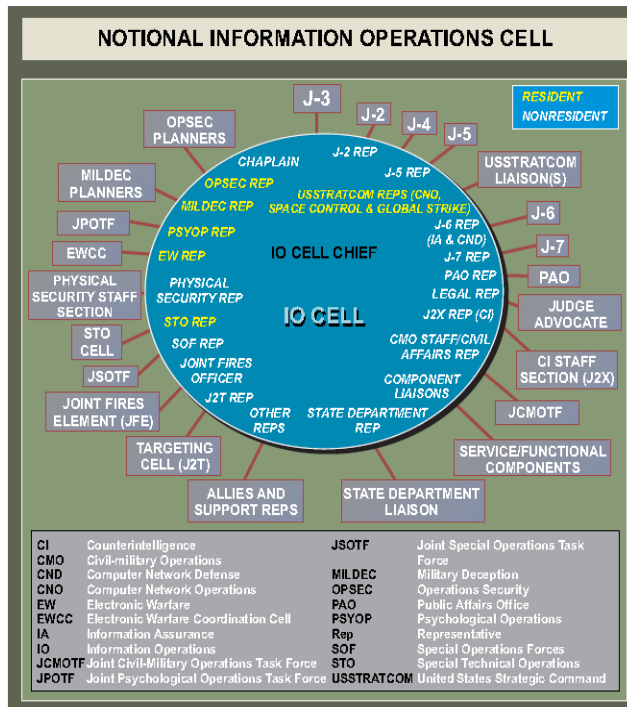 NOTIONAL INFORMATION OPERATIONS CELL
J-3
RESIDENT
NONRESIDENT
J-2
J-4
J-5
OPSEC
PLANNERS
USSTRATCOM
LIAISON(S)
MILDEC
PLANNERS
J-6
JPOTF
J-7
EWCC
PAO
PHYSICAL
SECURITY STAFF
SECTION
JUDGE
ADVOCATE
STO
CELL
CI STAFF
SECTION (J2X)
JSOTF
JCMOTF
JOINT FIRES
ELEMENT (JFE)
SERVICE/FUNCTIONAL
COMPONENTS
TARGETING
CELL (J2T)
ALLIES AND
SUPPORT REPS
STATE DEPARTMENT
LIAISON
CHAPLAIN
J-2 REP
J-5 REP
OPSEC REP
USSTRATCOM REPS (CNO,
SPACE CONTROL & GLOBAL STRIKE)
MILDEC REP
PSYOP REP
J-6 REP
(IA & CND)
EW REP
IO CELL CHIEF
J-7 REP
PAO REP
PHYSICAL
SECURITY REP
LEGAL REP
STO REP
IO CELL
J2X REP (CI)
SOF REP
CMO STAFF/CIVIL
AFFAIRS REP
JOINT FIRES
OFFICER
COMPONENT
LIAISONS
J2T REP
OTHER
REPS
STATE DEPARTMENT
REP
CI Counterintelligence
CMO Civil-military Operations
CND Computer Network Defense
CNO Computer Network Operations
EW Electronic Warfare
EWCC Electronic Warfare Coordination Cell
IA Information Assurance
IO Information Operations
JCMOTF Joint Civil-Military Operations Task Force
JPOTF Joint Psychological Operations Task Force
JSOTF Joint Special Operations Task
Force
MILDEC Military Deception
OPSEC Operations Security
PAO Public Affairs Office
PSYOP Psychological Operations
Rep Representative
SOF Special Operations Forces
STO Special Technical Operations
USSTRATCOM United States Strategic Command